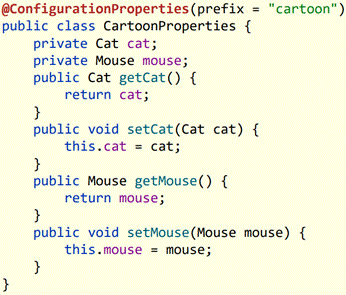 @ConfigurationProperties(prefix = "cartoon")
public class CartoonProperties {
    private Cat cat;
    private Mouse mouse;
    public Cat getCat() {
        return cat;
    }
    public void setCat(Cat cat) {
        this.cat = cat;
    }
    public Mouse getMouse() {
        return mouse;
    }
    public void setMouse(Mouse mouse) {
        this.mouse = mouse;
    }
}